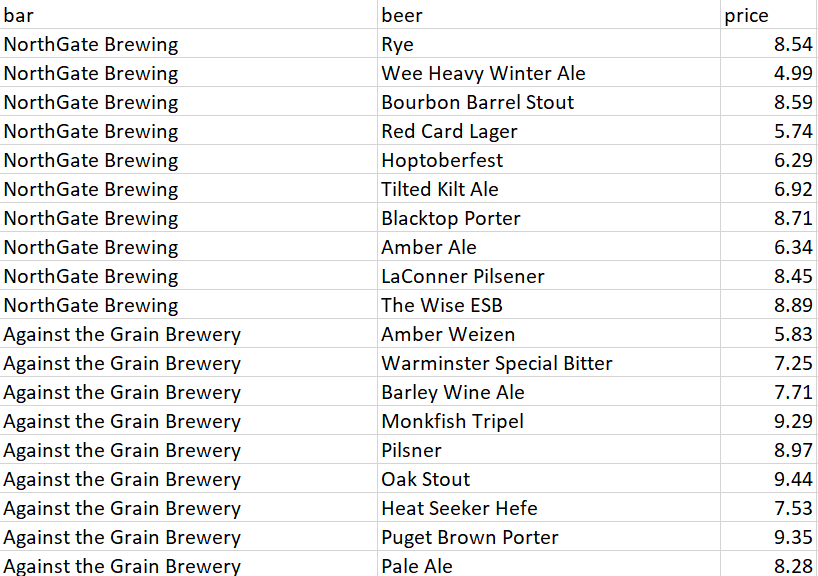 bar beer price
NorthGate Brewing Rye 8.54
NorthGate Brewing Wee Heavy Winter Ale 4.99
NorthGate Brewing Bourbon Barrel Stout 8.59
NorthGate Brewing Red Card Lager 5.74
NorthGate Brewing Hoptoberfest 6.29
NorthGate Brewing Tilted Kilt Ale 6.92
NorthGate Brewing Blacktop Porter 8.71
NorthGate Brewing Amber Ale 6.34
NorthGate Brewing LaConner Pilsener 8.45
NorthGate Brewing The Wise ESB 8.89
Against the Grain Brewery Amber Weizen 5.83
Against the Grain Brewery Warminster Special Bitter 7.25
Against the Grain Brewery Barley Wine Ale 7.71
Against the Grain Brewery Monkfish Tripel 9.29
Against the Grain Brewery Pilsner 8.97
Against the Grain Brewery Oak Stout 9.44
Against the Grain Brewery Heat Seeker Hefe 7.53
Against the Grain Brewery Puget Brown Porter 9.35
Against the Grain Brewery Pale Ale 8.28